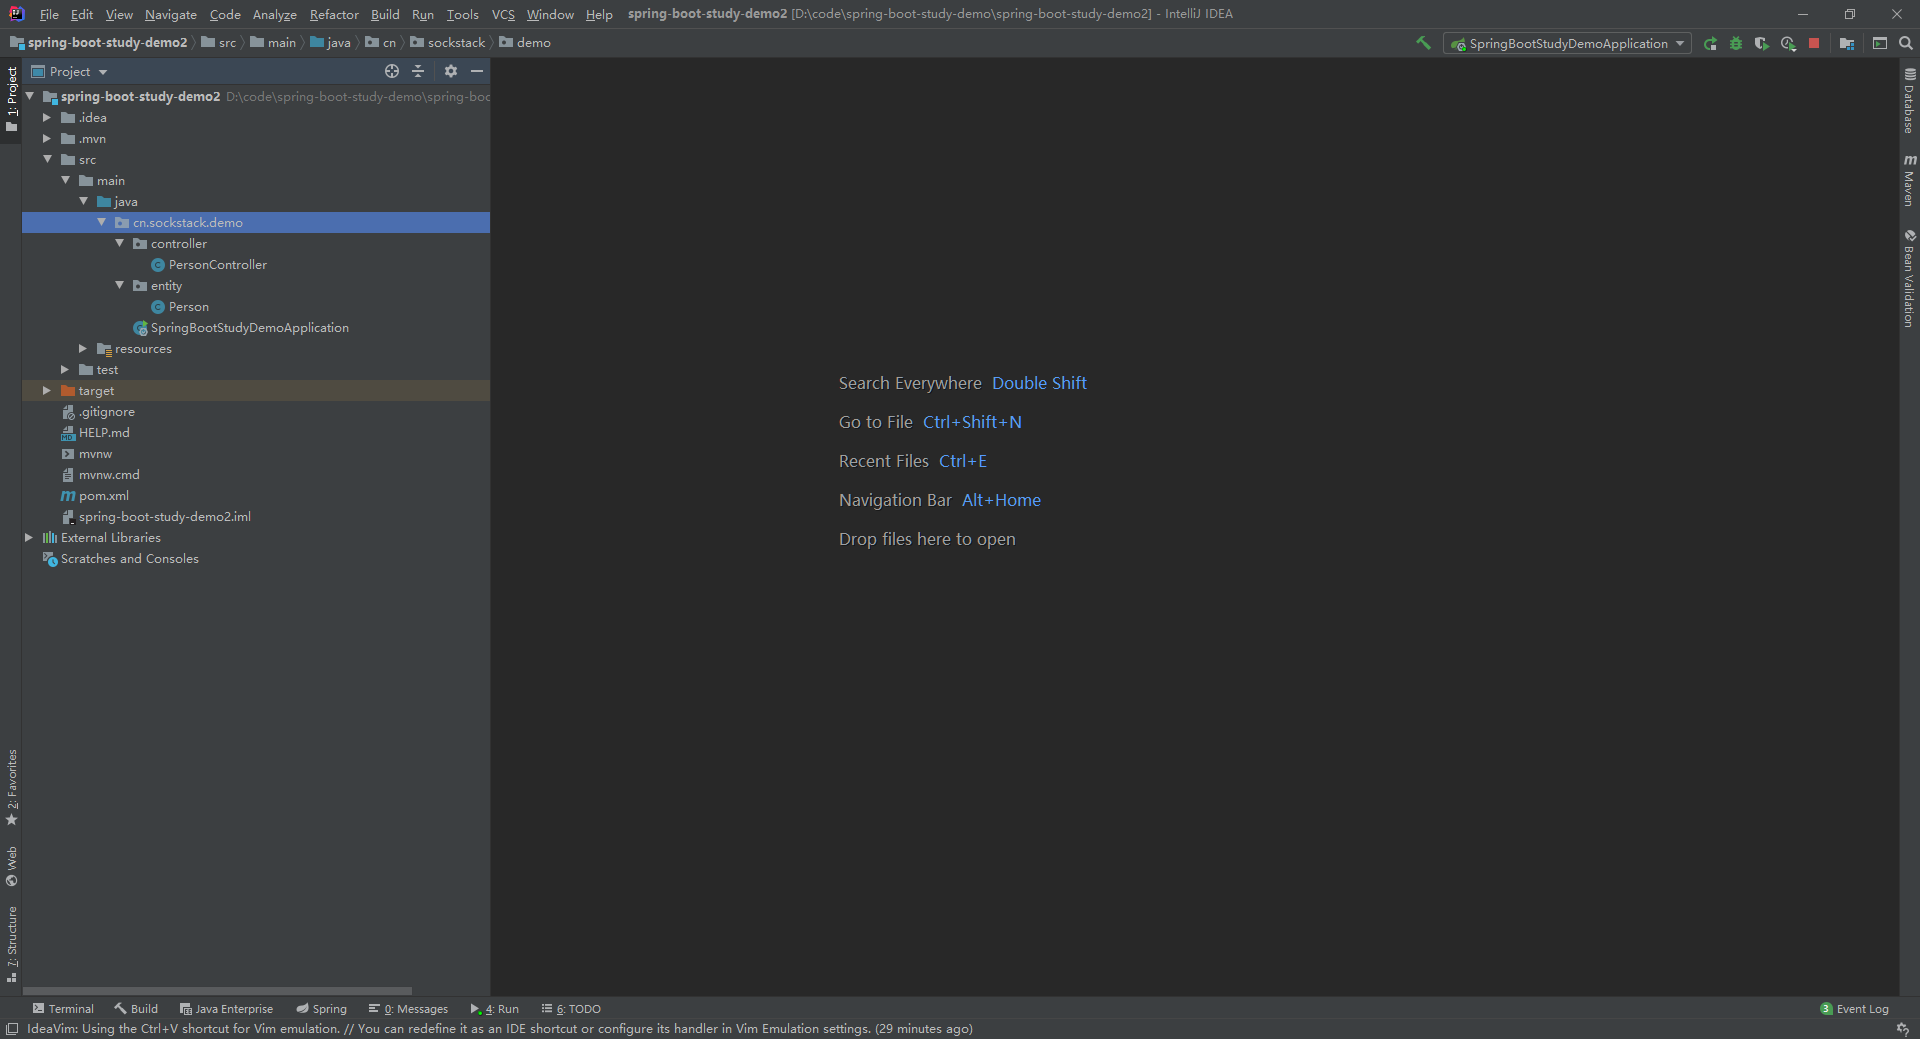 File Edit View Navigate Code Analyze Refactor Build Run Tools VCS Window Help spring-boot-study-demo2 [D:\code\spring-boot-study-demo\spring-boot-study-demo2] - IntelliJ IDEA
spring-boot-study-demo2 src main java cn sockstack demo SpringBootStudyDemoApplication
1: Project
Project
spring-boot-study-demo2 D:\code\spring-boot-study-demo\spring-boo
.idea
.mvn
src
main
java
cn.sockstack.demo
controller
PersonController
entity
Person
SpringBootStudyDemoApplication
resources
test
target
.gitignore
HELP.md
mvnw
mvnw.cmd
pom.xml
spring-boot-study-demo2.iml
External Libraries
Scratches and Consoles
Search Everywhere Double Shift
Go to File Ctrl+Shift+N
Recent Files Ctrl+E
Navigation Bar Alt+Home
Drop files here to open
Database
Maven
Bean Validation
2: Favorites
Web
7: Structure
Terminal Build Java Enterprise Spring 0: Messages 4: Run 6: TODO 3 Event Log
IdeaVim: Using the Ctrl+V shortcut for Vim emulation. // You can redefine it as an IDE shortcut or configure its handler in Vim Emulation settings. (29 minutes ago)